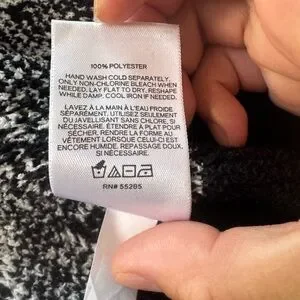 100% POLYESTER
HAND WASH COLD SEPARATELY,
ONLY NON-CHLORINE BLEACH WHEN
NEEDED. LAY FLAT TO DRY. RESHAPE
WHILE DAMP. COOL IRON IF NEEDED.
LAVEZ À LA MAIN À L'EAU FROIDE
SÉPARÉMENT. UTILISEZ SEULEMENT
DU JAVELLISANT SANS CHLORE, SI
NÉCESSAIRE. ÉTENDRE À PLAT POUR
SÉCHER. RENDRE LA FORME AU
VÊTEMENT LORSQUE CELUI-CI EST
ENCORE HUMIDE. REPASSAGE DOUX,
SI NÉCESSAIRE.
RN# 55285